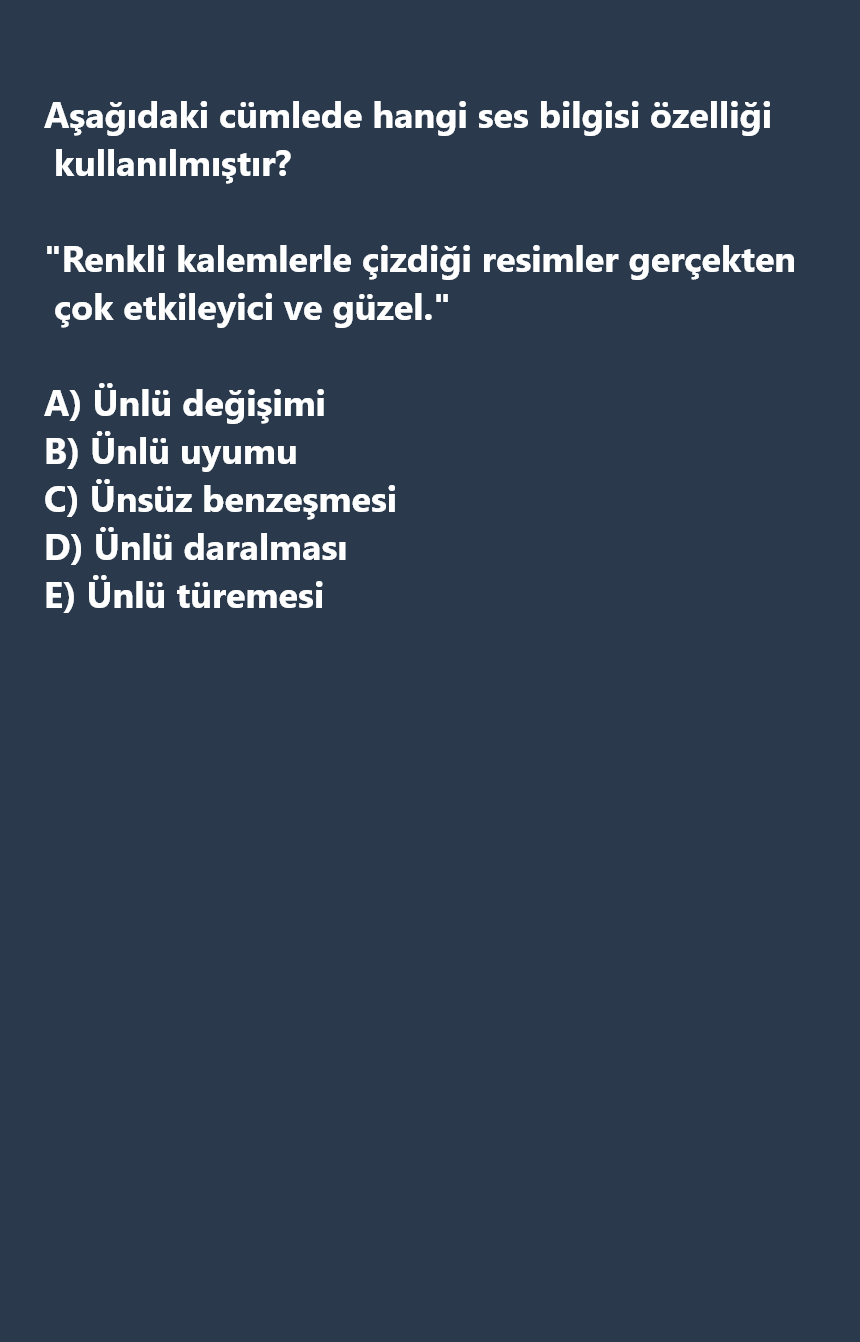 Aşağıdaki cümlede hangi ses bilgisi özelliği
kullanılmıştır?
"Renkli kalemlerle çizdiği resimler gerçekten
çok etkileyici ve güzel."
A) Ünlü değişimi
B) Ünlü uyumu
C) Ünsüz benzeşmesi
D) Ünlü daralması
E) Ünlü türemesi